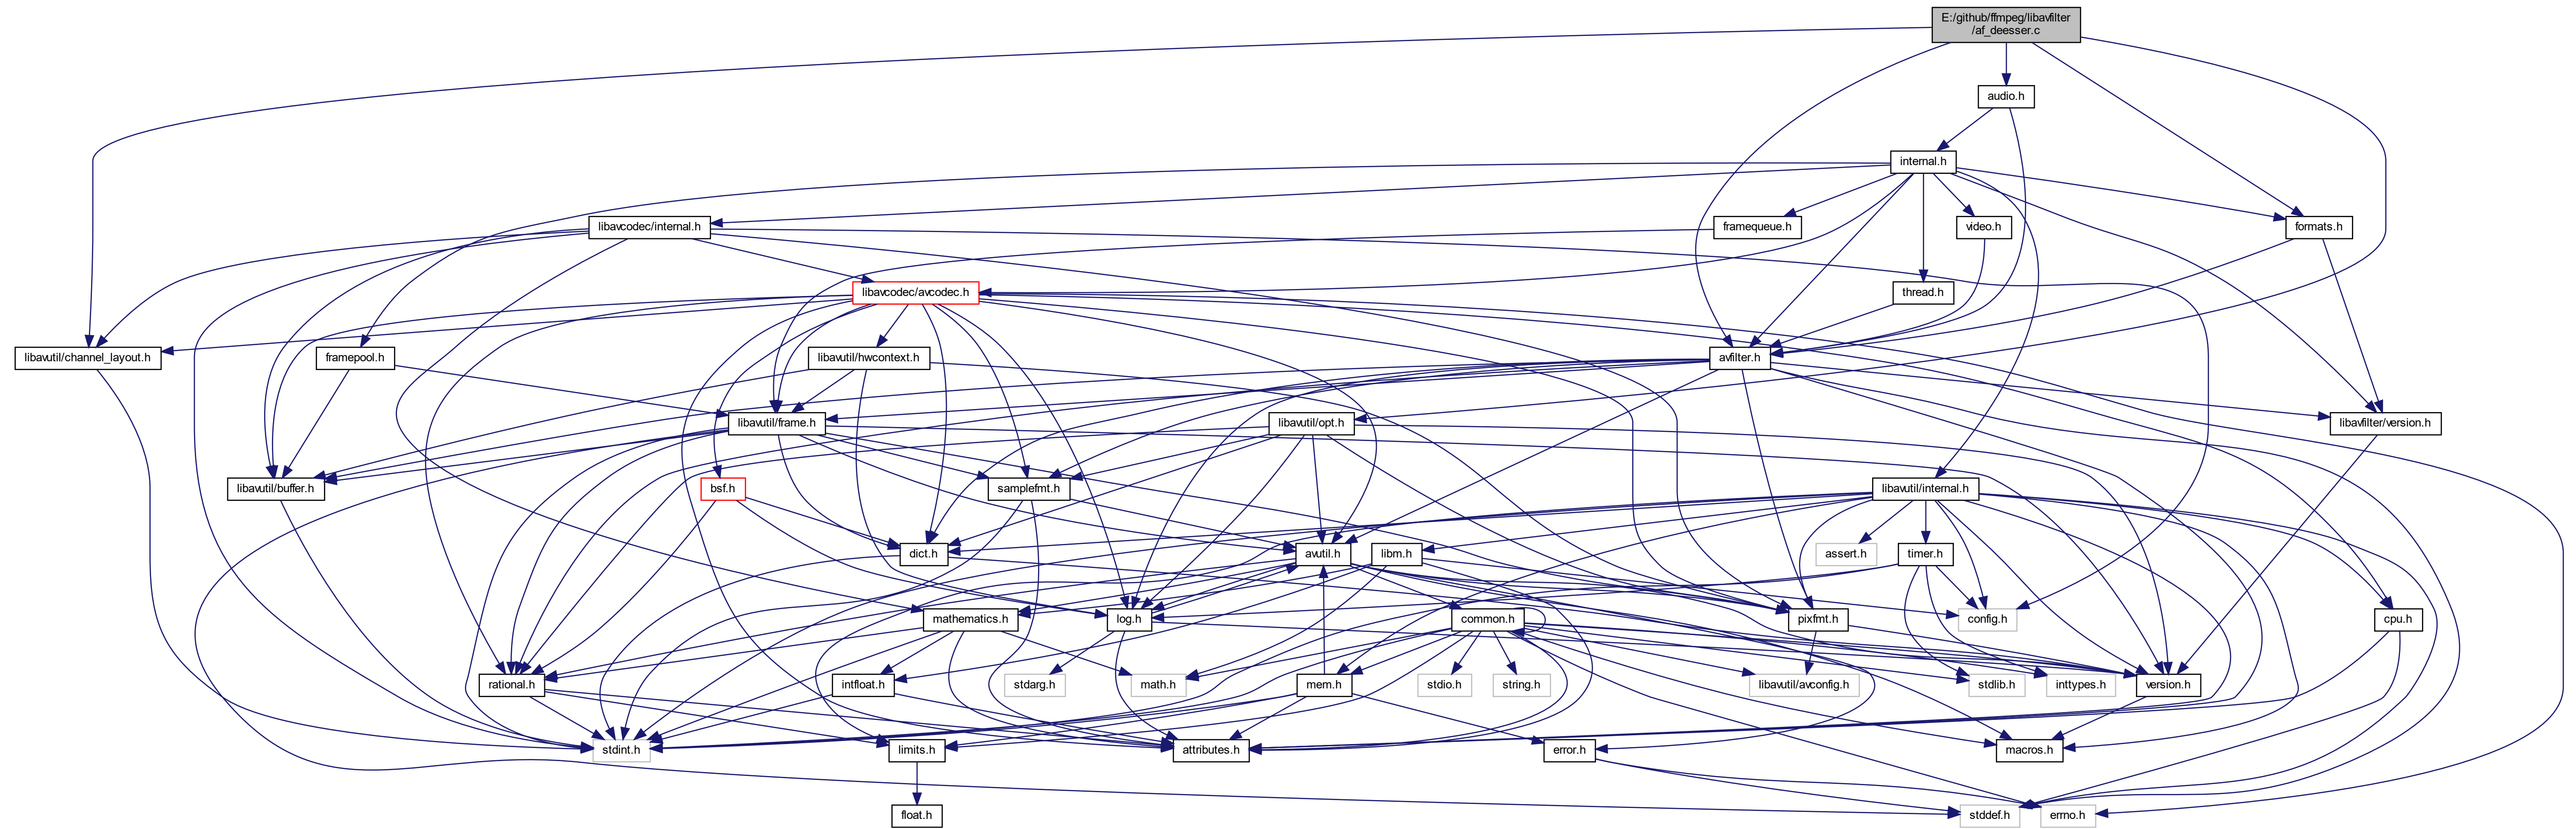 E:/github/ffmpeg/libavfilter
/af_deesser.c
audio.h
internal.h
libavcodec/internal.h
framequeue.h
video.h
formats.h
libavcodec/avcodec.h
thread.h
libavutil/channel_layout.h
framepool.h
libavutil/hwcontext.h
avfilter.h
libavutil/frame.h
libavutil/opt.h
libavfilter/version.h
libavutil/buffer.h
bsf.h
samplefmt.h
libavutil/internal.h
dict.h
avutil.h
libm.h
assert.h
timer.h
mathematics.h
log.h
common.h
pixfmt.h
config.h
cpu.h
rational.h
intfloat.h
stdarg.h
math.h
mem.h
stdio.h
string.h
libavutil/avconfig.h
stdlib.h
inttypes.h
version.h
stdint.h
limits.h
attributes.h
error.h
macros.h
float.h
stddef.h
errno.h